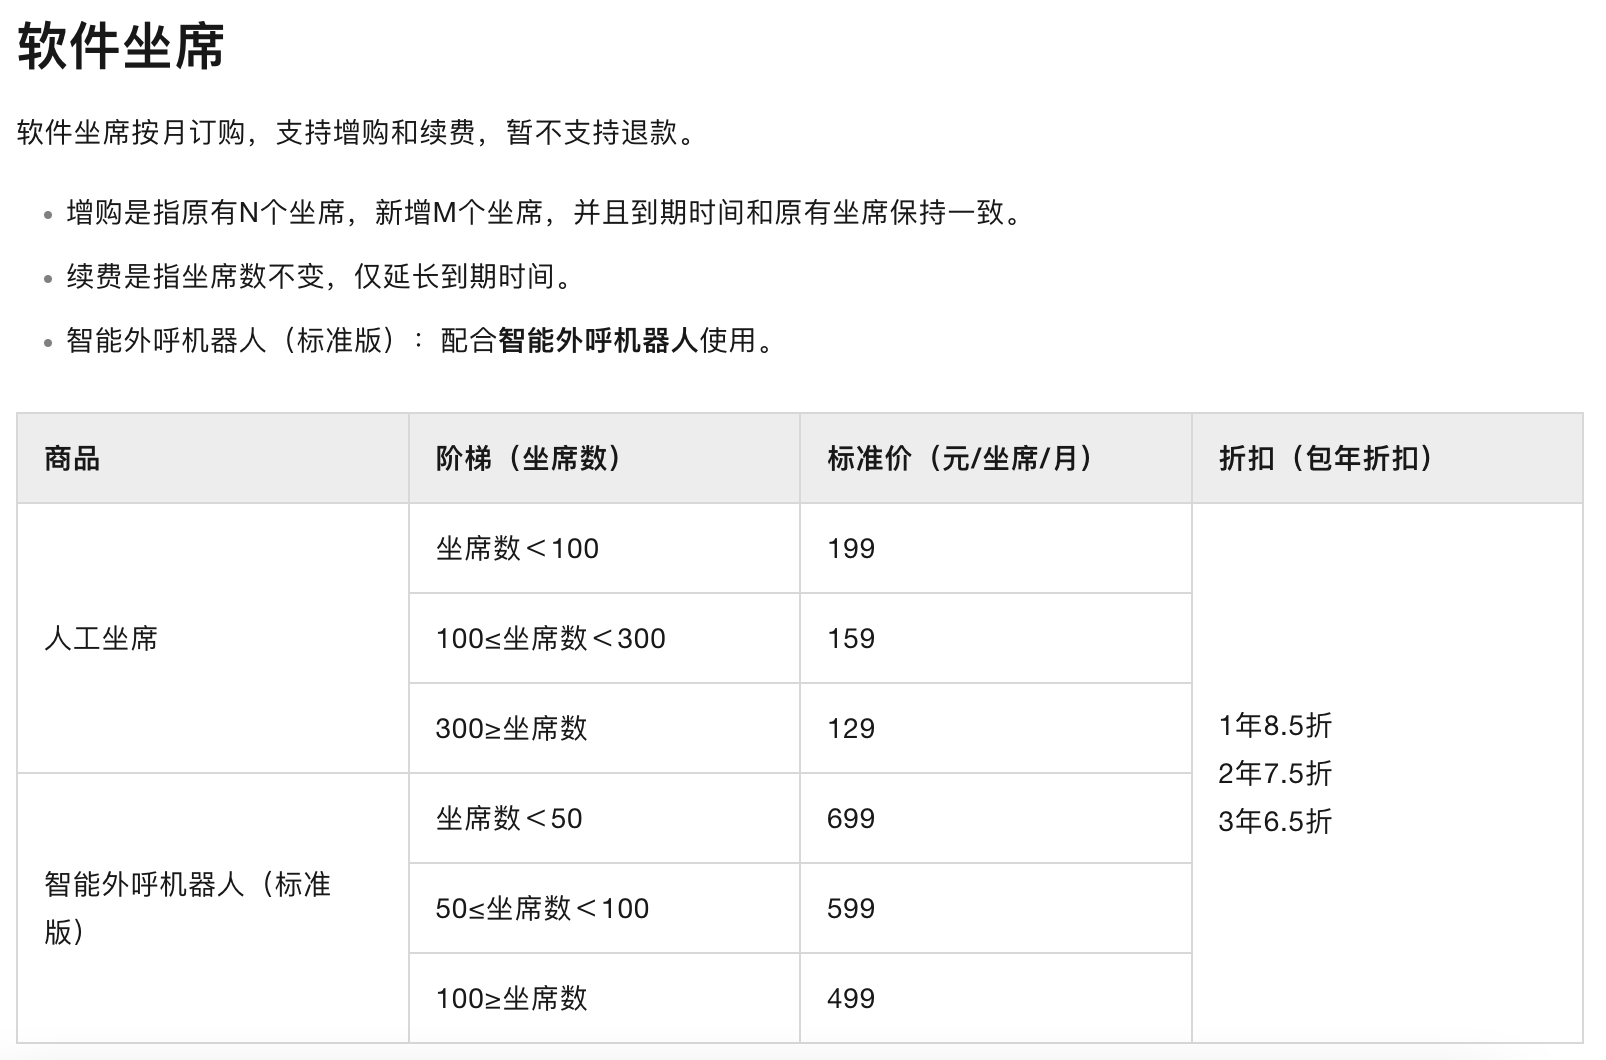 软件坐席
软件坐席按月订购，支持增购和续费，暂不支持退款。
增购是指原有N个坐席，新增M个坐席，并且到期时间和原有坐席保持一致。
续费是指坐席数不变，仅延长到期时间。
智能外呼机器人（标准版）：配合智能外呼机器人使用。
商品
阶梯（坐席数）
标准价（元/坐席/月）
折扣（包年折扣）
人工坐席
坐席数＜100
199
100≤坐席数＜300
159
300≥坐席数
129
智能外呼机器人（标准
版）
坐席数＜50
699
50≤坐席数＜100
599
100≥坐席数
499
1年8.5折
2年7.5折
3年6.5折